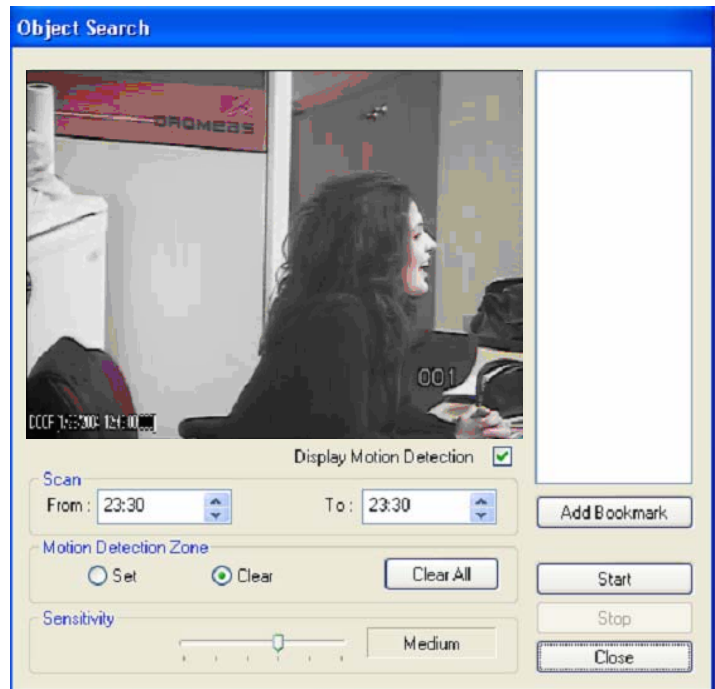 Object Search
DROMEAS
001
Display Motion Detection
Scan
From : 23:30
To : 23:30
Add Bookmark
Motion Detection Zone
Set
Clear
Clear All
Start
Sensitivity
Medium
Stop
Close